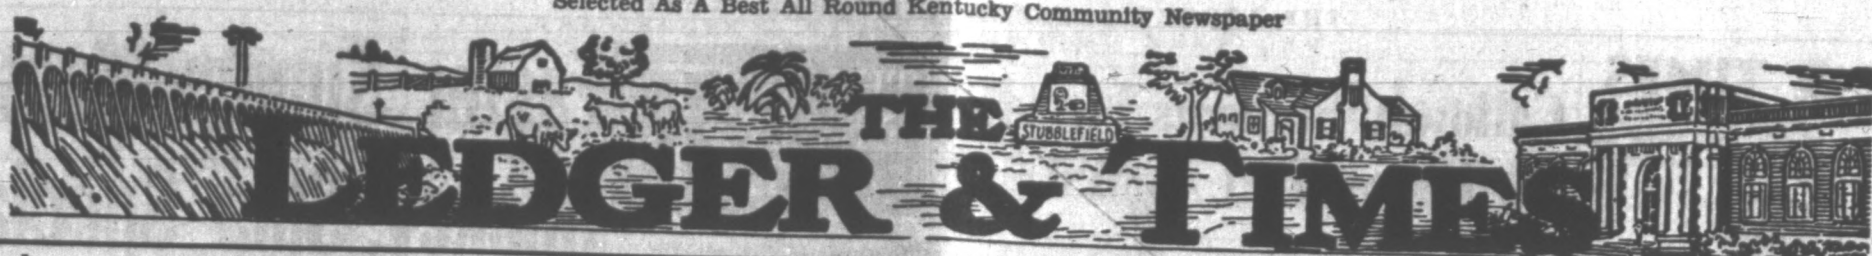 Selected As A Best All Round Kentucky Community Newspaper
THE
STUBBLEFIELD
LEDGER & TIMES